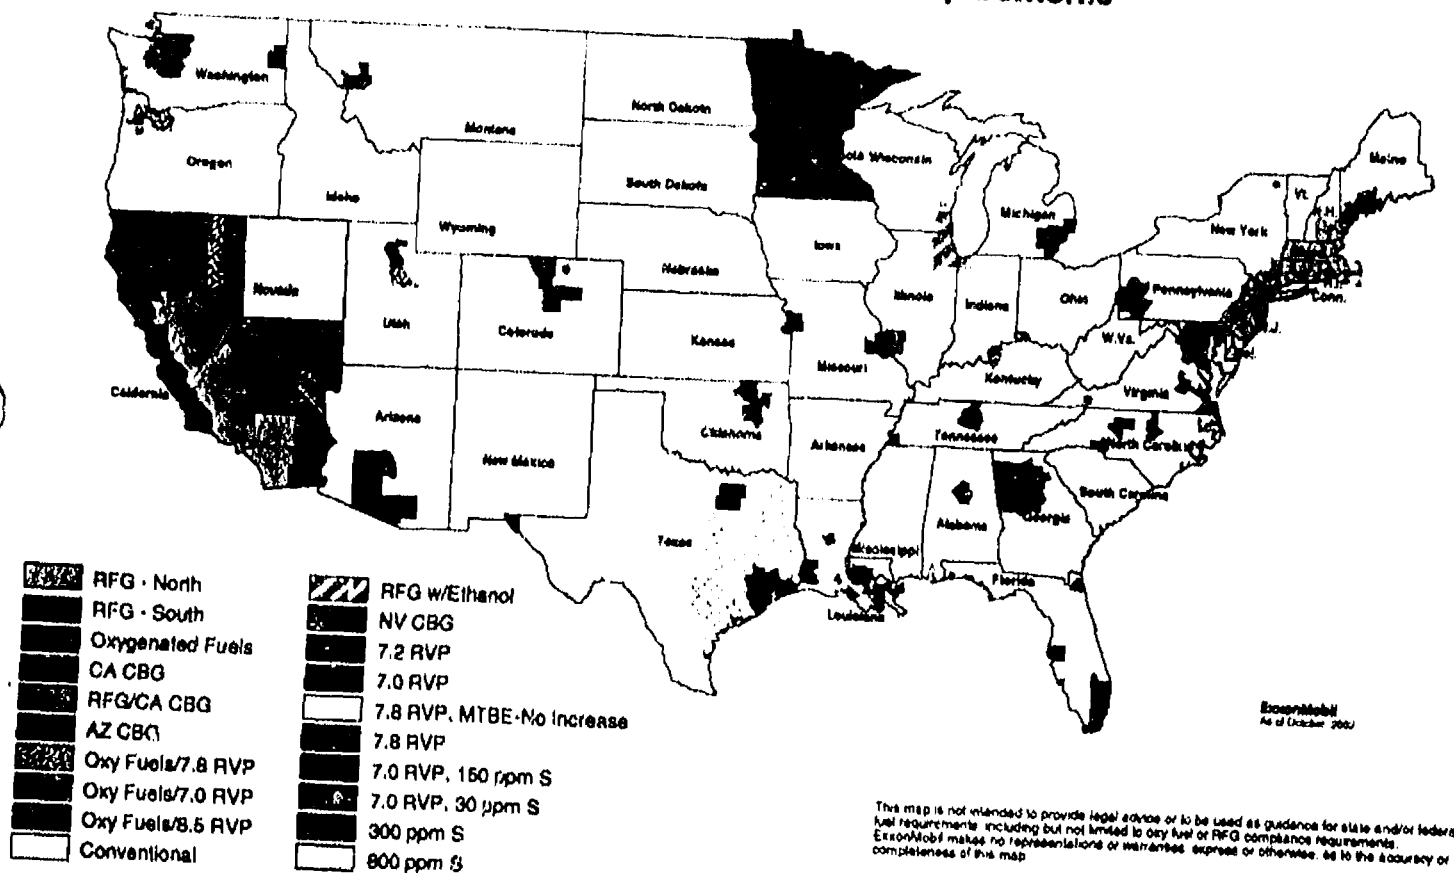 Washington
North Dakota
Montana
Maine
Oregon
Wisconsin
Vt.
South Dakota
Idaho
Michigan
N.H.
New York
Wyoming
Iowa
Nebraska
Nevada
Illinois
Indiana
Ohio
Pennsylvania
Conn.
Utah
Colorado
Kansas
W.Va.
Missouri
Kentucky
Virginia
California
Arizona
Oklahoma
Arkansas
Tennessee
North Carolina
New Mexico
South Carolina
Alabama
Georgia
Texas
Mississippi
Florida
Louisiana
RFG - North
RFG - South
Oxygenated Fuels
CA CBG
RFG/CA CBG
AZ CBG
Oxy Fuels/7.8 RVP
Oxy Fuels/7.0 RVP
Oxy Fuels/8.5 RVP
Conventional
RFG w/Ethanol
NV CBG
7.2 RVP
7.0 RVP
7.8 RVP, MTBE-No Increase
7.8 RVP
7.0 RVP, 150 ppm S
7.0 RVP, 30 ppm S
300 ppm S
800 ppm S
ExxonMobil
As of October
This map is not intended to provide legal advice or to be used as guidance for state and/or federal
fuel requirements, including but not limited to oxy fuel or RFG compliance requirements.
ExxonMobil makes no representations or warranties, express or otherwise, as to the accuracy or
completeness of this map